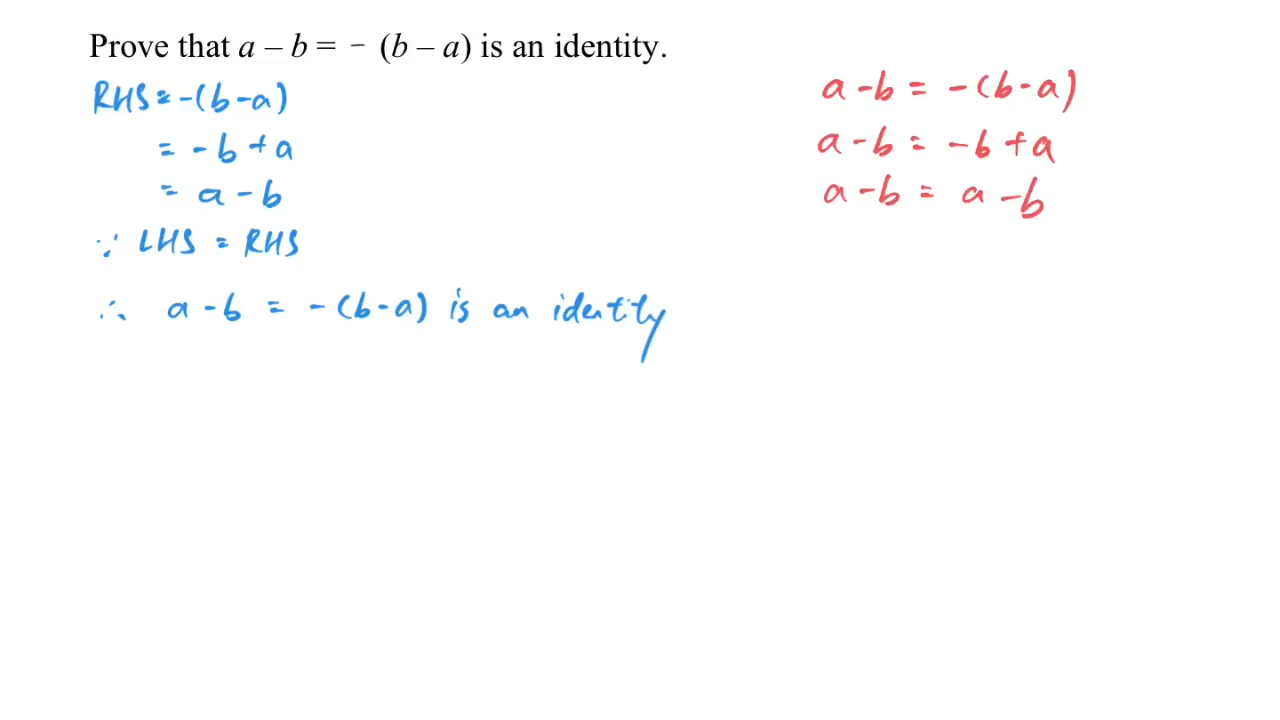 Prove that a – b = − (b – a) is an identity.
RHS = -(b-a)
= -b + a
= a - b
∵ LHS = RHS
∴ a - b = -(b-a) is an identity
a - b = -(b-a)
a - b = -b + a
a - b = a - b